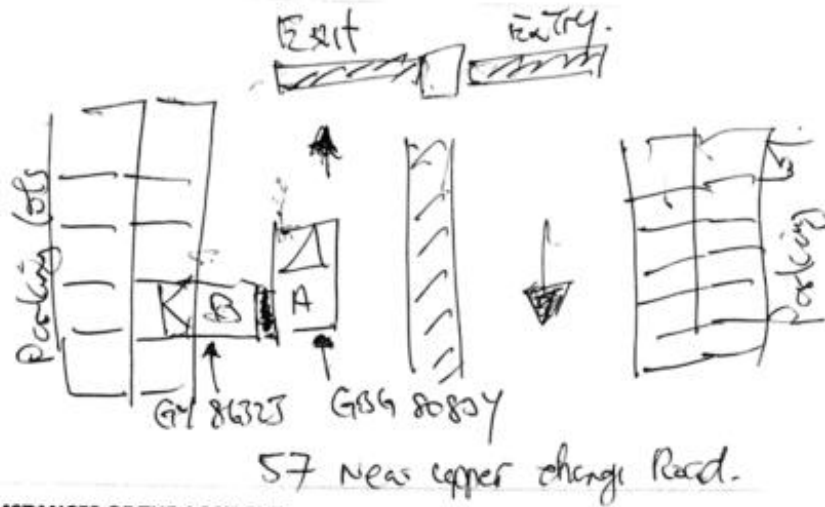 Exit Entry.
Parking Lots
B A
Parking
GY 8632J GBG 8080Y
57 New upper changi Road.